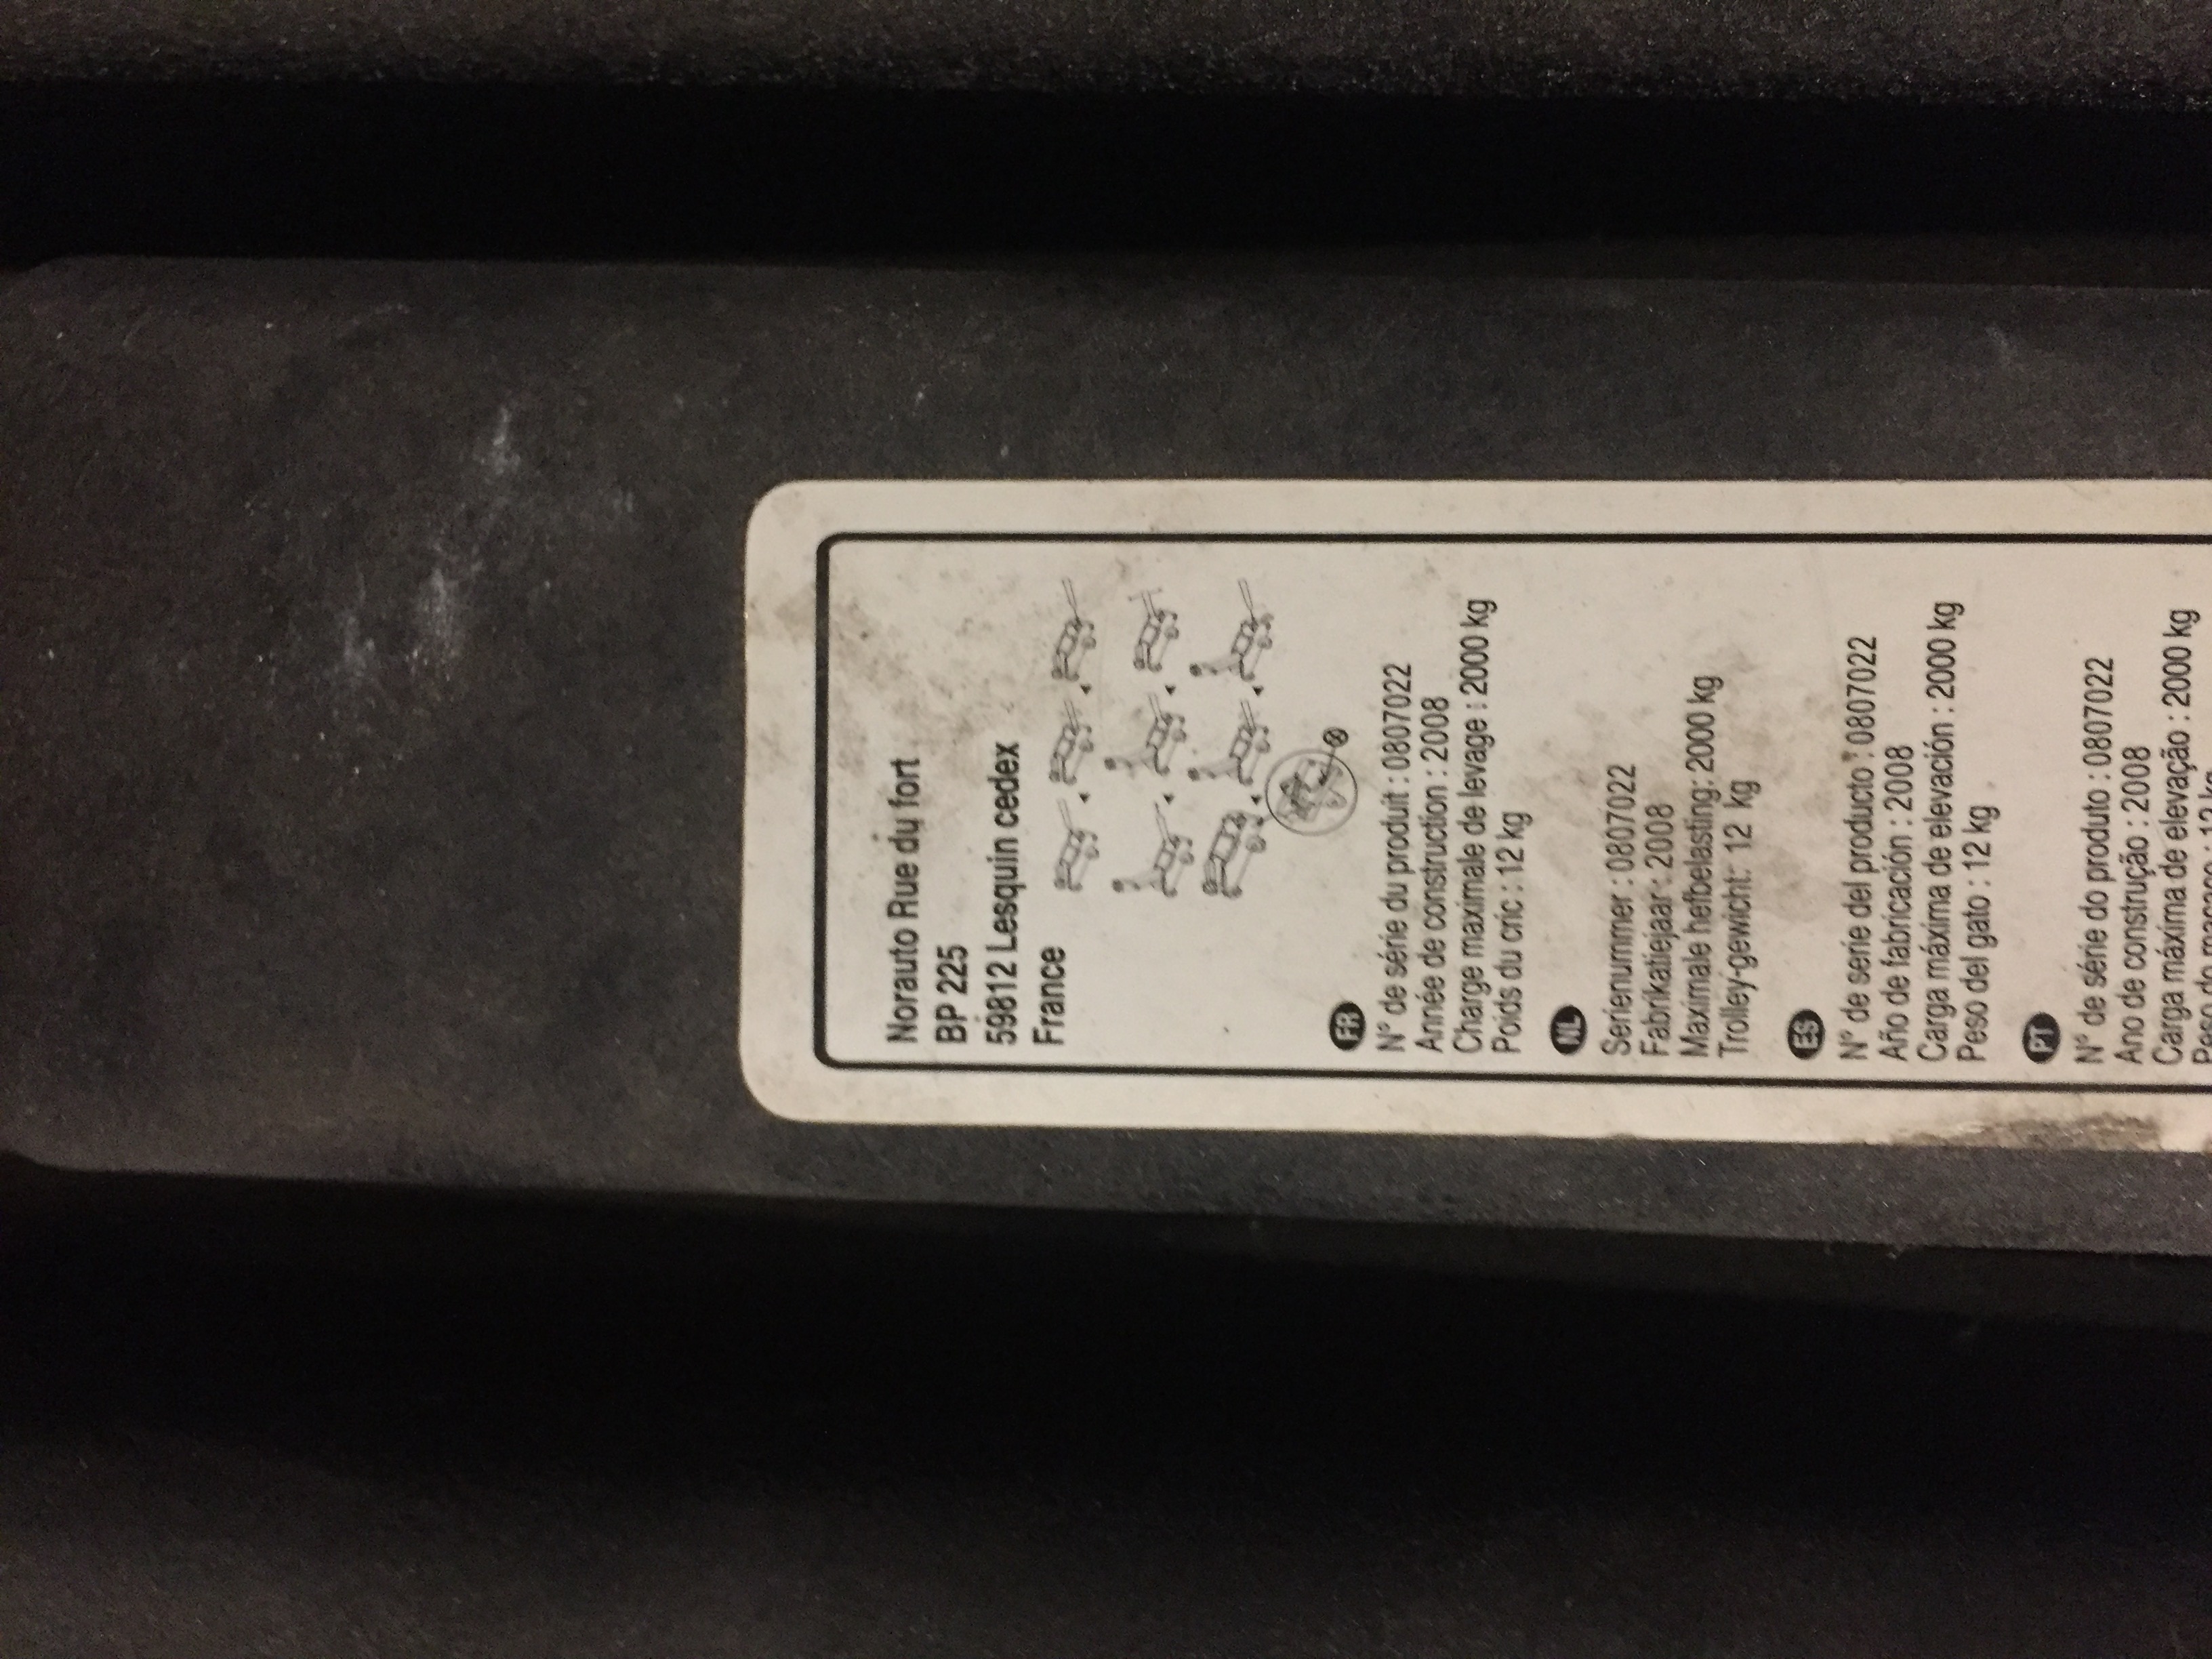 Norauto Rue du fort
BP 225
59812 Lesquin cedex
France
FR
N° de série du produit : 0807022
Année de construction : 2008
Charge maximale de levage : 2000 kg
Poids du cric : 12 kg
NL
Serienummer : 0807022
Fabrikatiejaar : 2008
Maximale hefbelasting: 2000 kg
Trolley-gewicht: 12 kg
ES
N° de serie del producto : 0807022
Año de fabricación : 2008
Carga máxima de elevación : 2000 kg
Peso del gato : 12 kg
PT
N° de série do produto : 0807022
Ano de construção : 2008
Carga máxima de elevação : 2000 kg